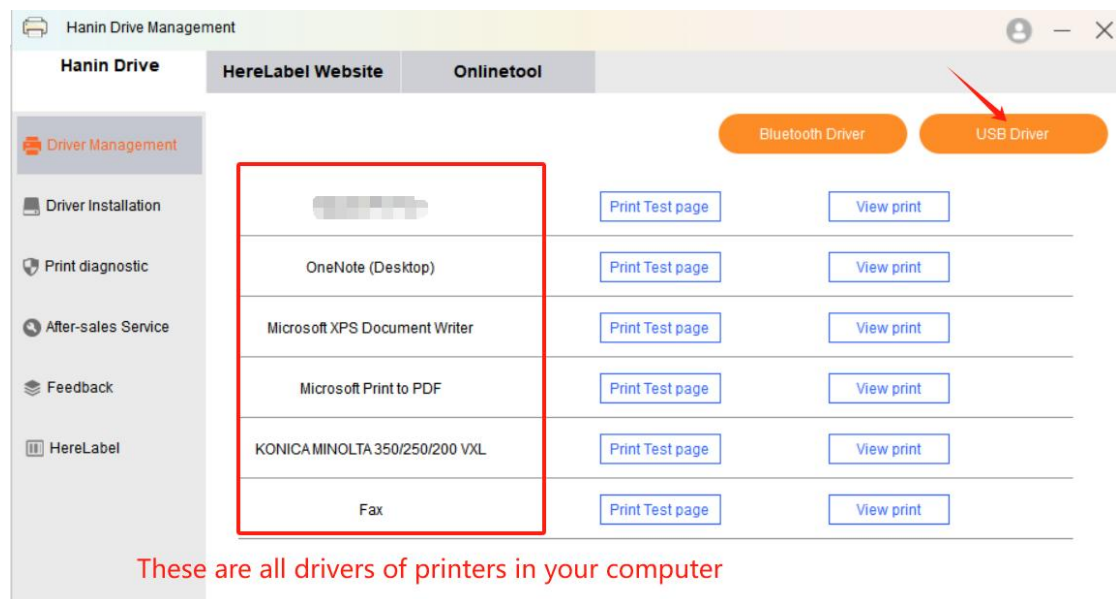 Hanin Drive Management
Hanin Drive HereLabel Website Onlinetool
Bluetooth Driver USB Driver
Driver Management
Driver Installation
Print diagnostic
After-sales Service
Feedback
HereLabel
Print Test page View print
OneNote (Desktop) Print Test page View print
Microsoft XPS Document Writer Print Test page View print
Microsoft Print to PDF Print Test page View print
KONICA MINOLTA 350/250/200 VXL Print Test page View print
Fax Print Test page View print
These are all drivers of printers in your computer